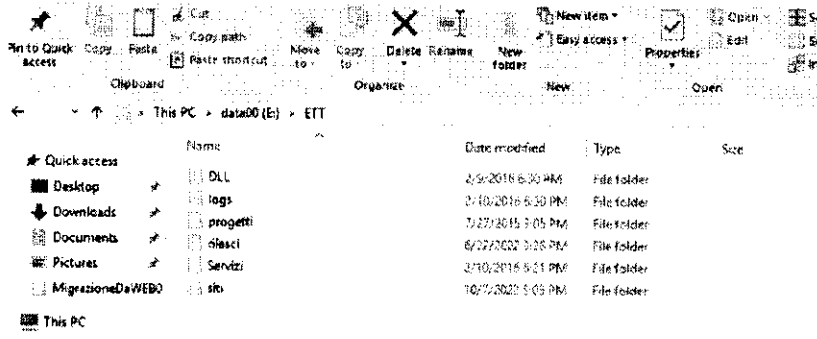 Cut
Copy path
Paste shortcut
Pin to Quick access
Copy
Paste
Move to
Copy to
Delete
Rename
New folder
New item
Easy access
Properties
Open
Edit
Clipboard
Organize
New
Open
This PC > data00 (E:) > ETT
Name Date modified Type Size
Quick access
Desktop
Downloads
Documents
Pictures
MigrazioneDaWEB0
This PC
DLL File folder
logs File folder
progetti File folder
rilasci File folder
Servizi File folder
siti File folder